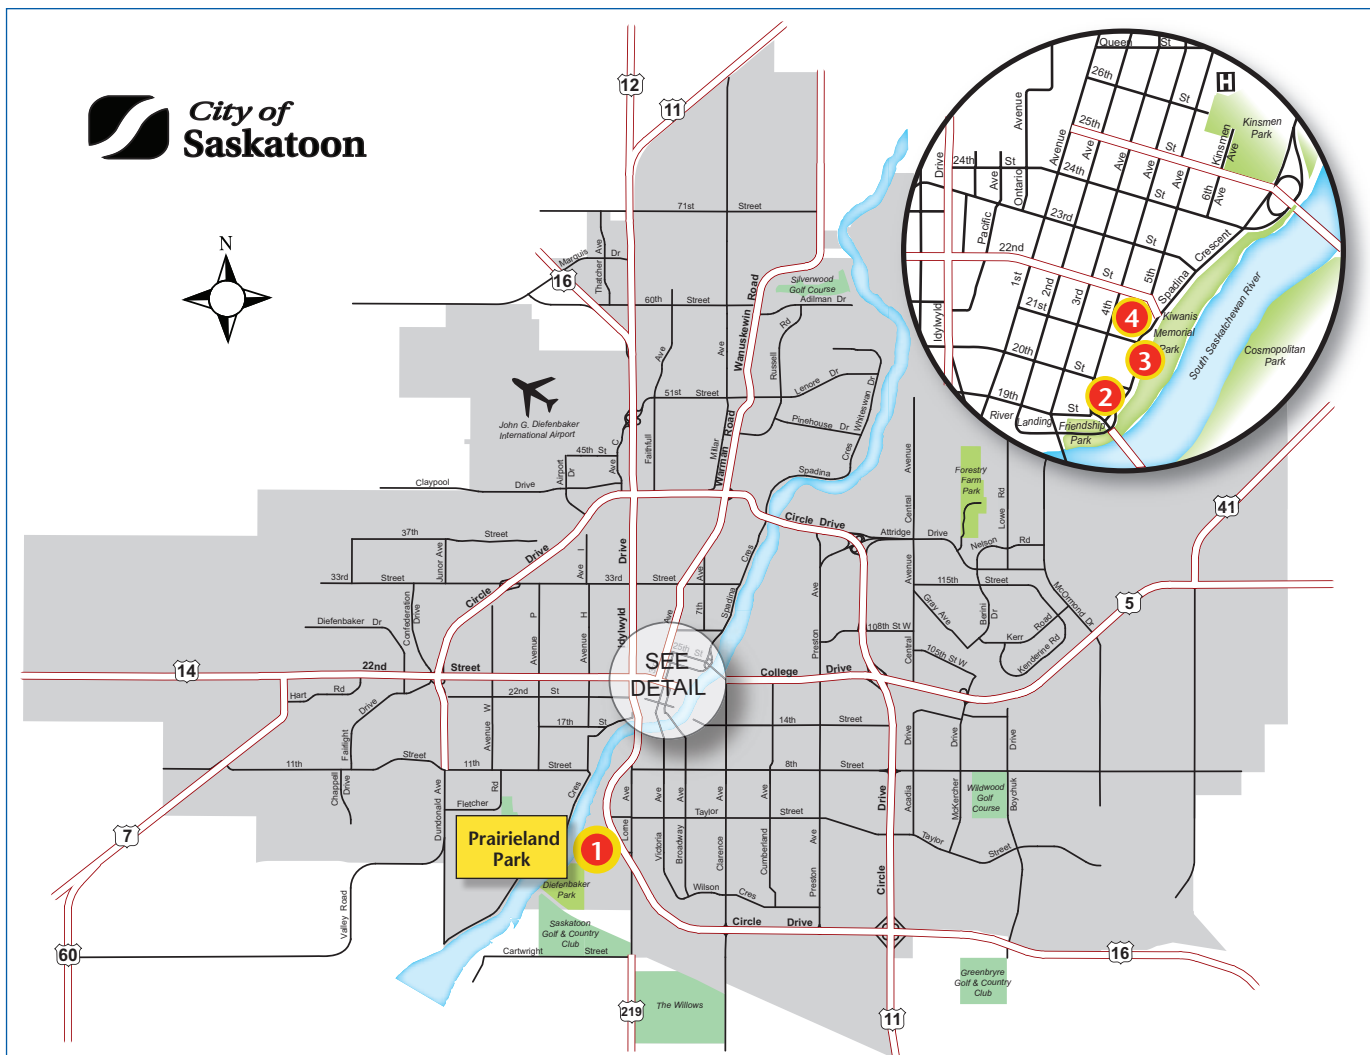 City of
Saskatoon
N
12
11
16
71st Street
Marquis Dr
Thatcher Ave
60th Street
Silverwood
Golf Course
Adilman Dr
Wanuskewin Road
Russell Rd
Ave
Ave
51st Street
Lenore Dr
Whiteswan Dr
Pinehouse Dr
John G. Diefenbaker
International Airport
45th St
Airport Dr
Ave C
Faithfull
Millar
Warman Road
Claypool Drive
Spadina Cres
Circle Drive
Attridge Drive
Central Avenue
Forestry
Farm
Park
Lowe Rd
Nelson Rd
41
37th Street
Junor Ave
Ave I
Drive
33rd Street
33rd Street
Ave
7th
Spadina Cres
Circle Drive
Idylwyld
Confederation Drive
Diefenbaker Dr
Avenue P
Avenue H
Ave
25th St
Preston Ave
Avenue
115th Street
Gray Ave
Berini Dr
McOrmond Dr
Kerr Road
Kenderdine Rd
108th St W
Central
105th St W
5
14
22nd Street
SEE
DETAIL
College Drive
Hart Rd
Fairlight Drive
22nd St
Avenue W
17th St
14th Street
Drive
Drive
Drive
11th Street
11th Street
8th Street
Chappell Drive
Dundonald Ave
Fletcher Rd
Cres
Lorne Ave
Victoria Ave
Broadway Ave
Clarence Ave
Cumberland Ave
Preston Ave
Taylor Street
Circle Drive
Acadia
McKercher
Boychuk
Wildwood
Golf
Course
Taylor Street
7
Prairieland
Park
1
Diefenbaker
Park
Wilson Cres
Valley Road
Saskatoon
Golf & Country
Club
Cartwright Street
Circle Drive
16
60
219
The Willows
11
Greenbryre
Golf & Country
Club
Queen St
H
26th St
Kinsmen
Park
Avenue
Avenue
25th St
Kinsmen Ave
Drive
24th St
24th St
Ave
Ontario
Ave
Ave
Ave
Ave
6th Ave
Pacific
23rd St
22nd St
1st
2nd
3rd
4th
5th
Spadina Crescent
21st
4
Kiwanis
Memorial
Park
3
South Saskatchewan River
Cosmopolitan
Park
Idylwyld
20th St
2
19th St
River Landing
Friendship
Park